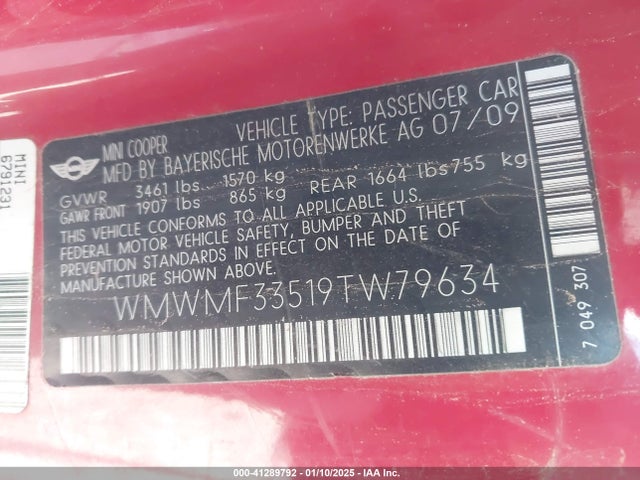 MINI COOPER VEHICLE TYPE: PASSENGER CAR
MFD BY BAYERISCHE MOTORENWERKE AG 07/09
GVWR 3461 lbs 1570 kg
GAWR FRONT 1907 lbs 865 kg REAR 1664 lbs 755 kg
THIS VEHICLE CONFORMS TO ALL APPLICABLE U.S.
FEDERAL MOTOR VEHICLE SAFETY, BUMPER AND THEFT
PREVENTION STANDARDS IN EFFECT ON THE DATE OF
MANUFACTURE SHOWN ABOVE.
WMWMF33519TW79634
7 049 307
MINI
6791231
000-41289792 - 01/10/2025 - IAA Inc.